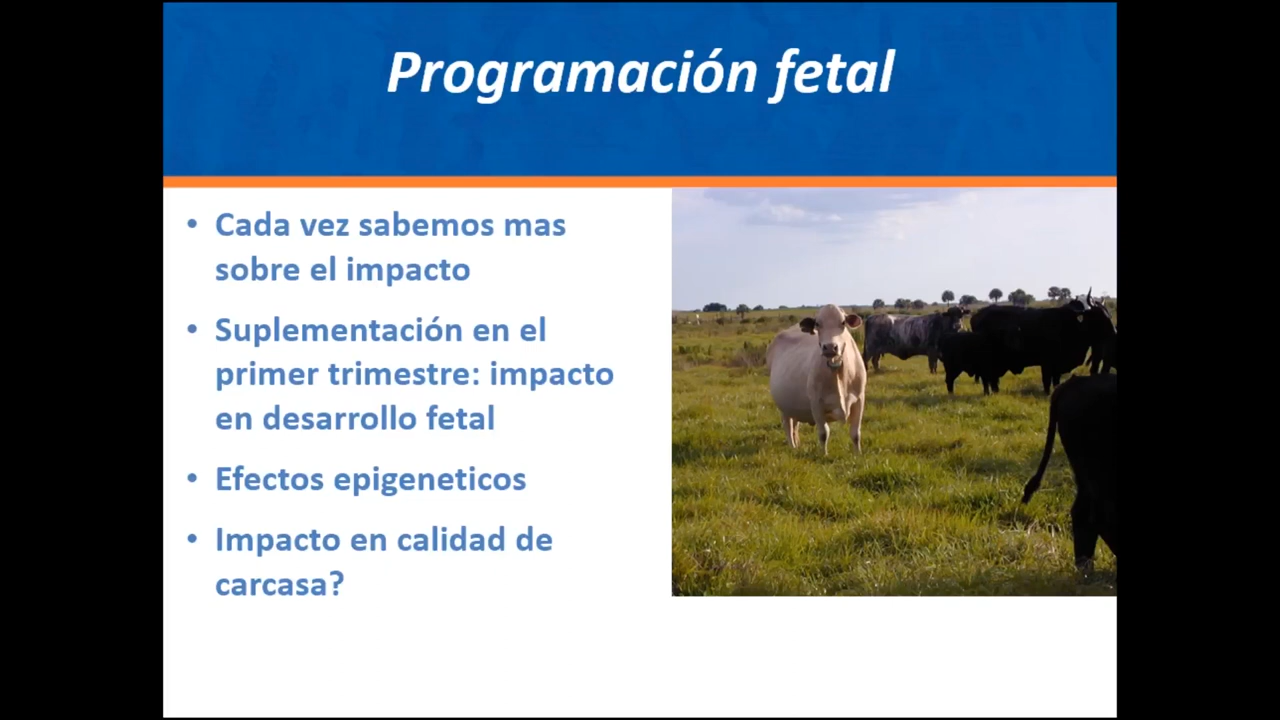 Programación fetal
• Cada vez sabemos mas
sobre el impacto
• Suplementación en el
primer trimestre: impacto
en desarrollo fetal
• Efectos epigeneticos
• Impacto en calidad de
carcasa?